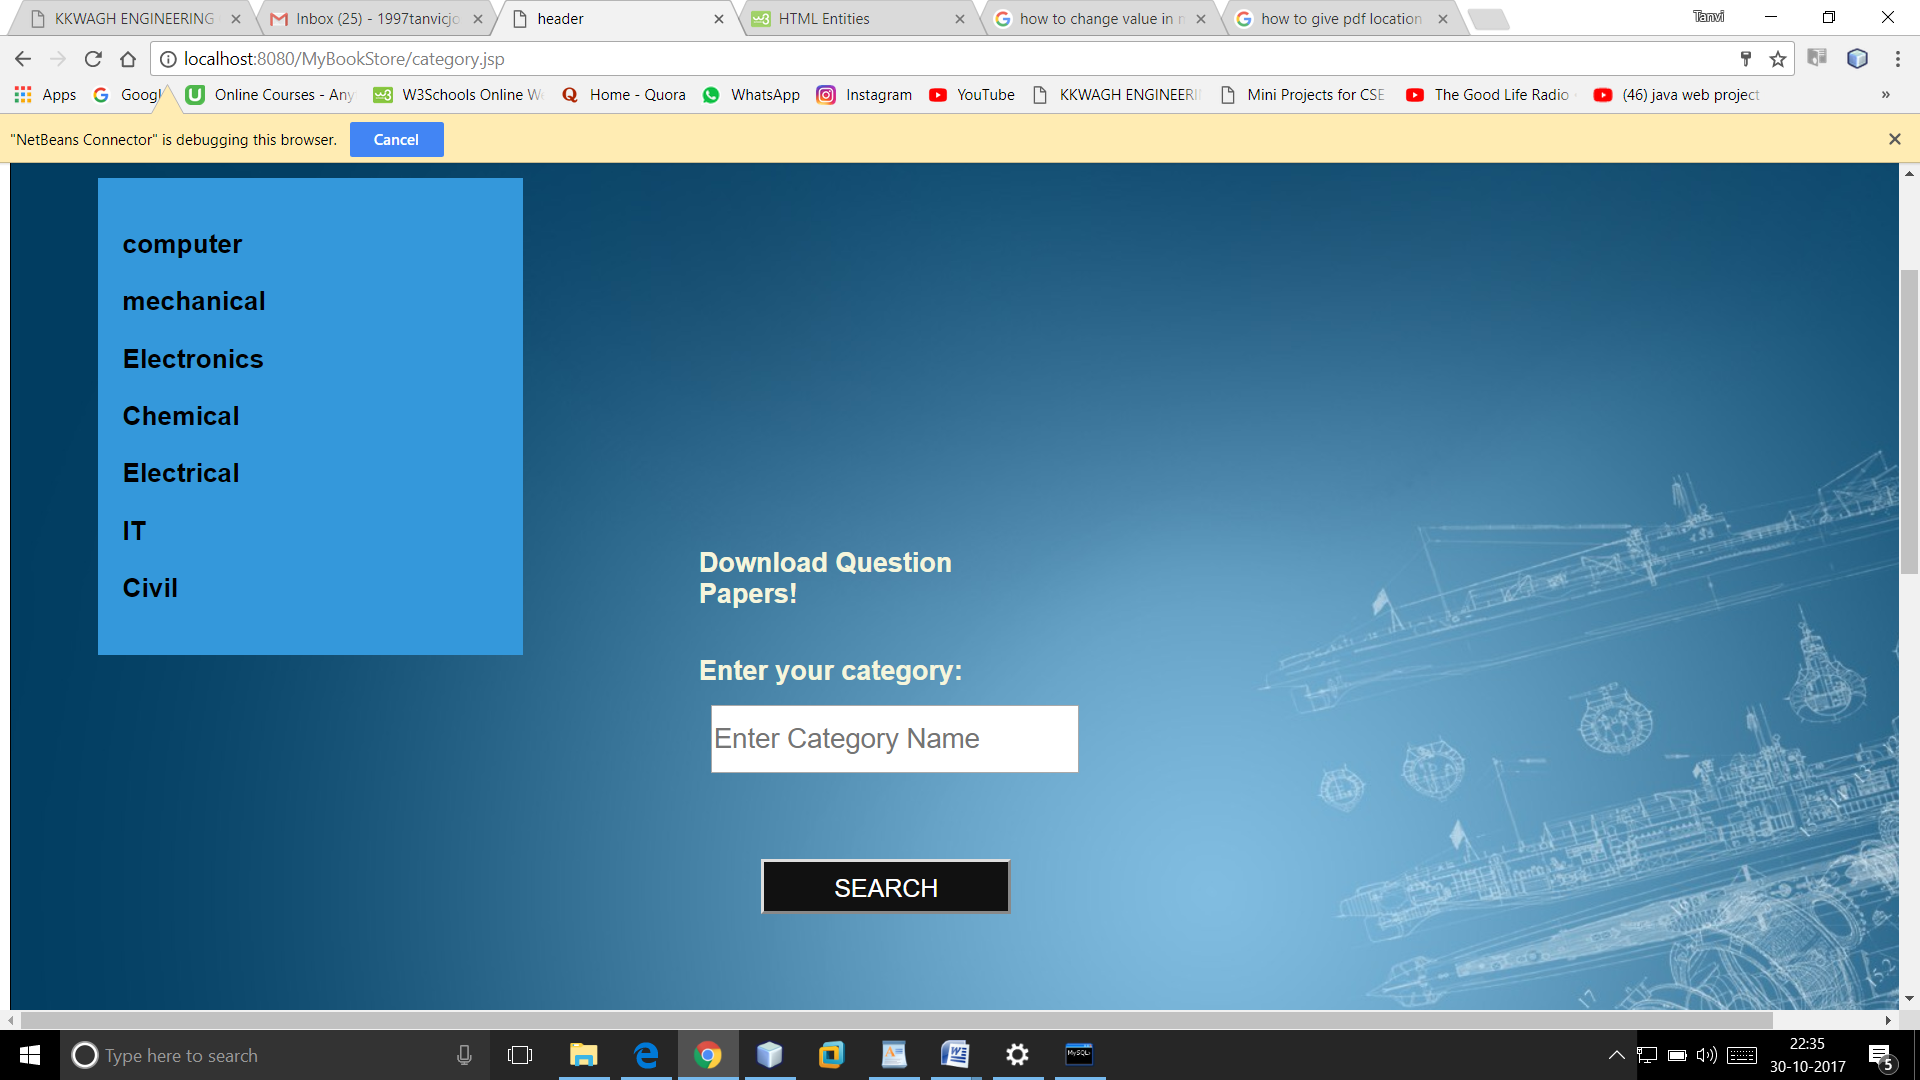 KKWAGH ENGINEERING
Inbox (25) - 1997tanvicjo
header
HTML Entities
how to change value in n
how to give pdf location
Tanvi
localhost:8080/MyBookStore/category.jsp
Apps
Googl
Online Courses - Any
W3Schools Online We
Home - Quora
WhatsApp
Instagram
YouTube
KKWAGH ENGINEERIN
Mini Projects for CSE
The Good Life Radio
(46) java web project
»
"NetBeans Connector" is debugging this browser.
Cancel
computer
mechanical
Electronics
Chemical
Electrical
IT
Civil
Download Question
Papers!
Enter your category:
Enter Category Name
SEARCH
Type here to search
22:35
30-10-2017
5